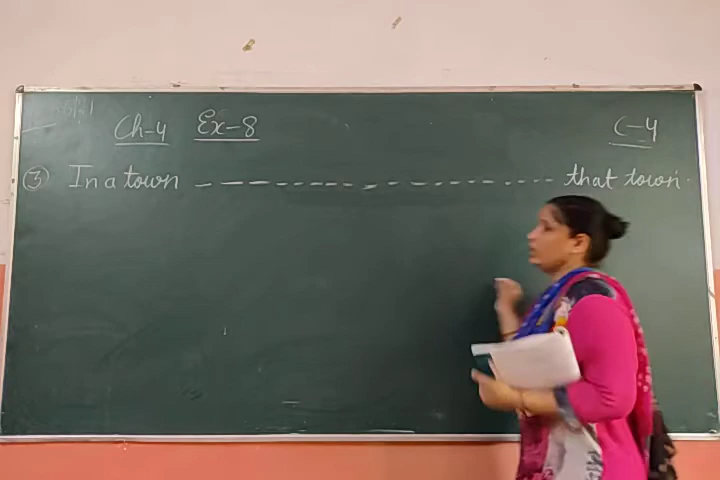 Ch-4 Ex-8 C-4
③ In a town - - - - - - - - - - - - - - - - - - - - - - that town.